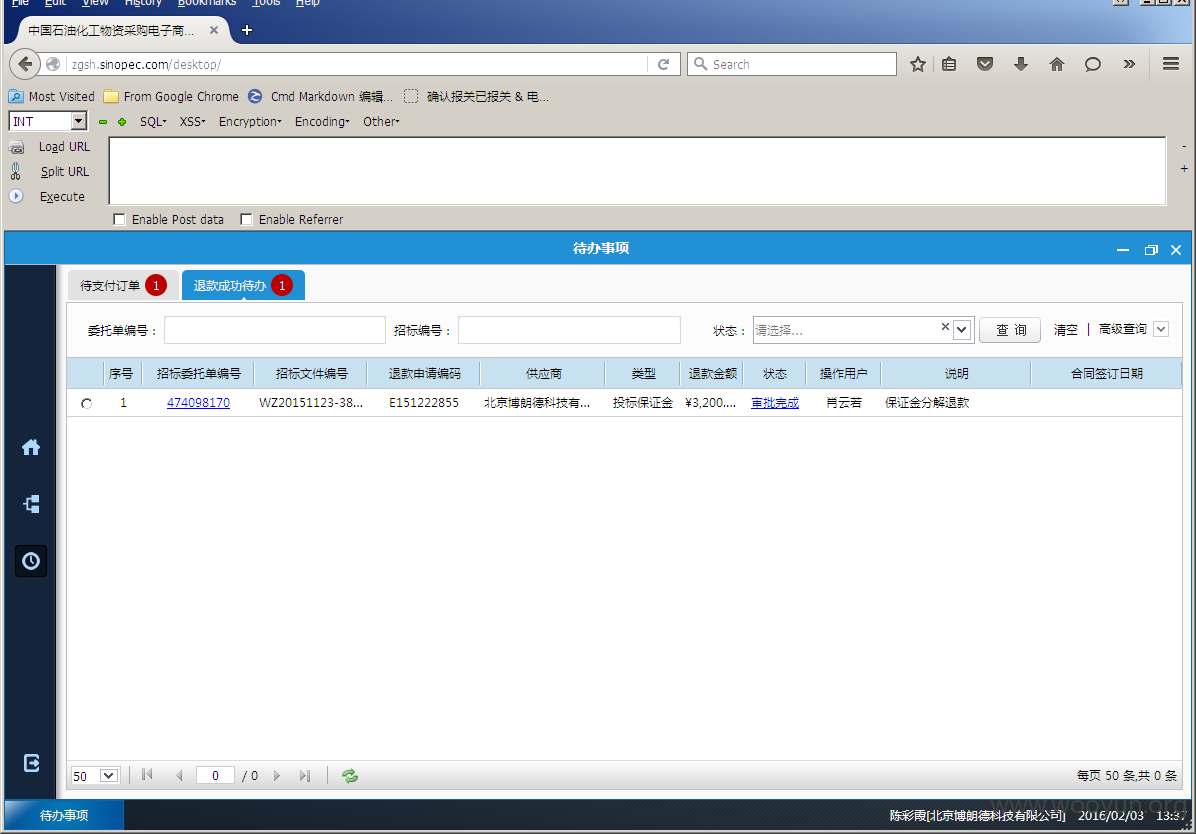 File Edit View History Bookmarks Tools Help
中国石油化工物资采购电子商...
zgsh.sinopec.com/desktop/
Search
Most Visited From Google Chrome Cmd Markdown 编辑... 确认报关已报关 & 电...
INT SQL XSS Encryption Encoding Other
Load URL
Split URL
Execute
Enable Post data Enable Referrer
待办事项
待支付订单 1 退款成功待办 1
委托单编号： 招标编号： 状态： 请选择... 查 询 清空 | 高级查询
序号 招标委托单编号 招标文件编号 退款申请编码 供应商 类型 退款金额 状态 操作用户 说明 合同签订日期
1 474098170 WZ20151123-38... E151222855 北京博朗德科技有... 投标保证金 ¥3,200.... 审批完成 肖云若 保证金分解退款
50 0 / 0 每页 50 条,共 0 条
待办事项 陈彩霞[北京博朗德科技有限公司] 2016/02/03 13:37
www.wooyun.org